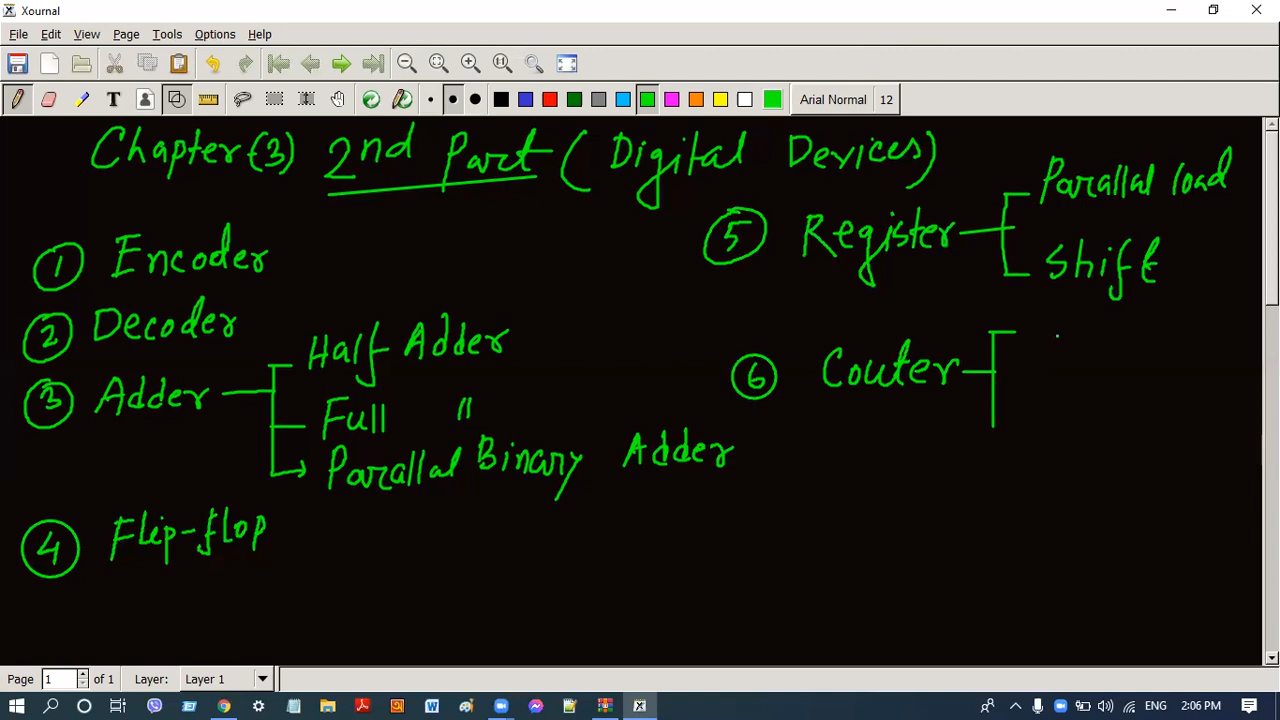 Xournal
File Edit View Page Tools Options Help
Arial Normal 12
Chapter (3) 2nd Part (Digital Devices)
① Encoder
② Decoder
③ Adder
Half Adder
Full "
Parallal Binary Adder
④ Flip-flop
⑤ Register
Parallal load
Shift
⑥ Couter
Page 1 of 1 Layer: Layer 1
ENG 2:06 PM